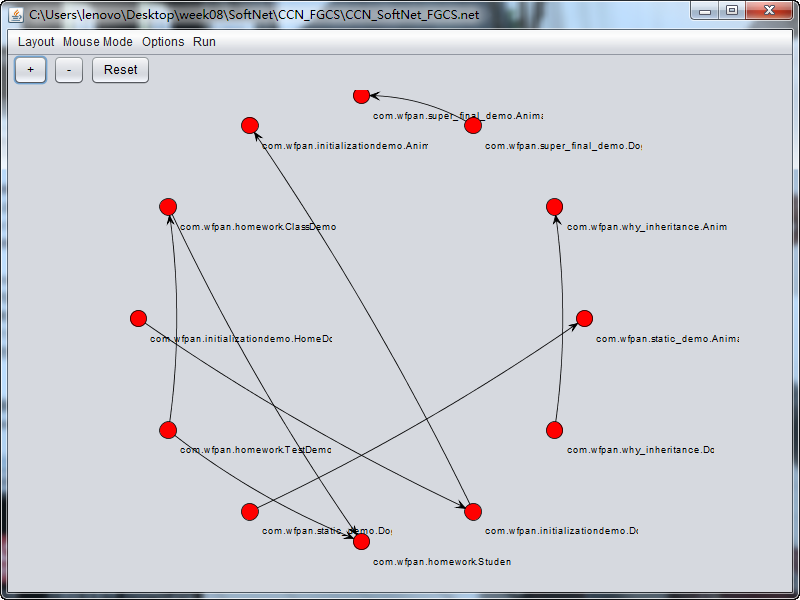 C:\Users\lenovo\Desktop\week08\SoftNet\CCN_FGCS\CCN_SoftNet_FGCS.net
Layout Mouse Mode Options Run
+ - Reset
com.wfpan.super_final_demo.Anima
com.wfpan.initializationdemo.Anim
com.wfpan.super_final_demo.Dog
com.wfpan.homework.ClassDemo
com.wfpan.why_inheritance.Anim
com.wfpan.initializationdemo.HomeDo
com.wfpan.static_demo.Anima
com.wfpan.homework.TestDemo
com.wfpan.why_inheritance.Do
com.wfpan.static_demo.Dog
com.wfpan.initializationdemo.Do
com.wfpan.homework.Studen